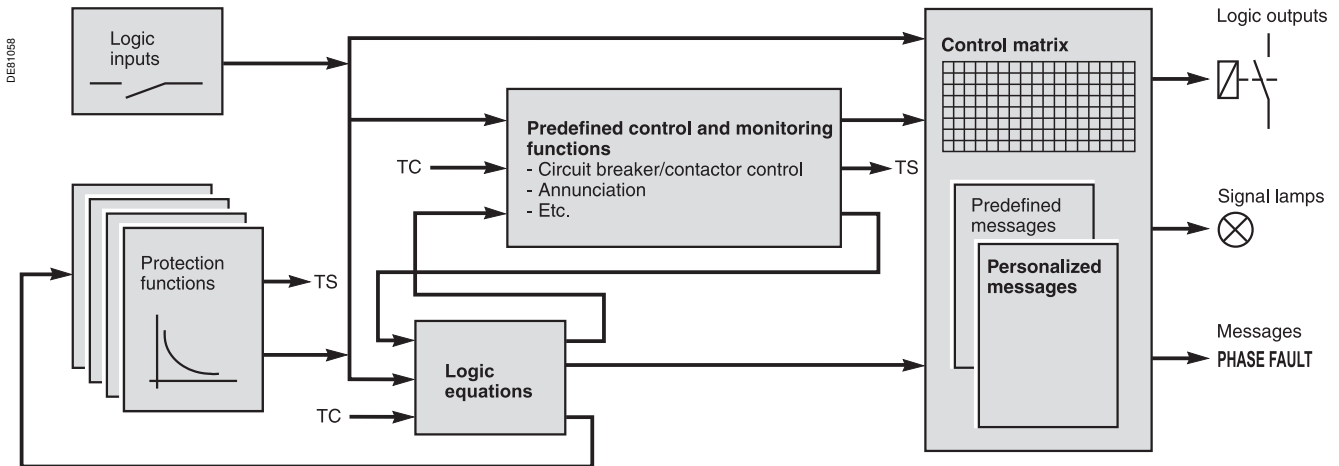 DE81058
Logic
inputs
Protection
functions
TS
TC
Predefined control and monitoring
functions
- Circuit breaker/contactor control
- Annunciation
- Etc.
TS
Logic
equations
TC
Control matrix
Predefined
messages
Personalized
messages
Logic outputs
Signal lamps
Messages
PHASE FAULT